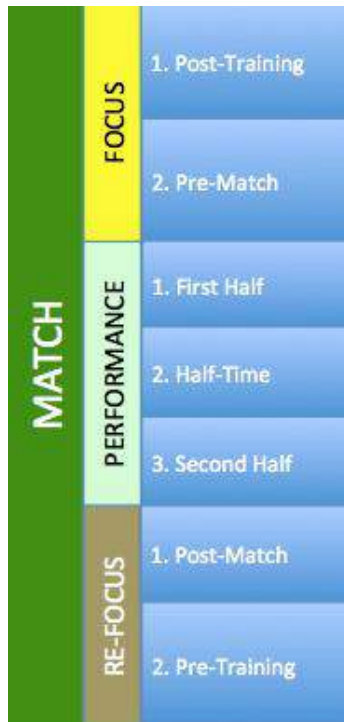 MATCH
FOCUS
1. Post-Training
2. Pre-Match
PERFORMANCE
1. First Half
2. Half-Time
3. Second Half
RE-FOCUS
1. Post-Match
2. Pre-Training